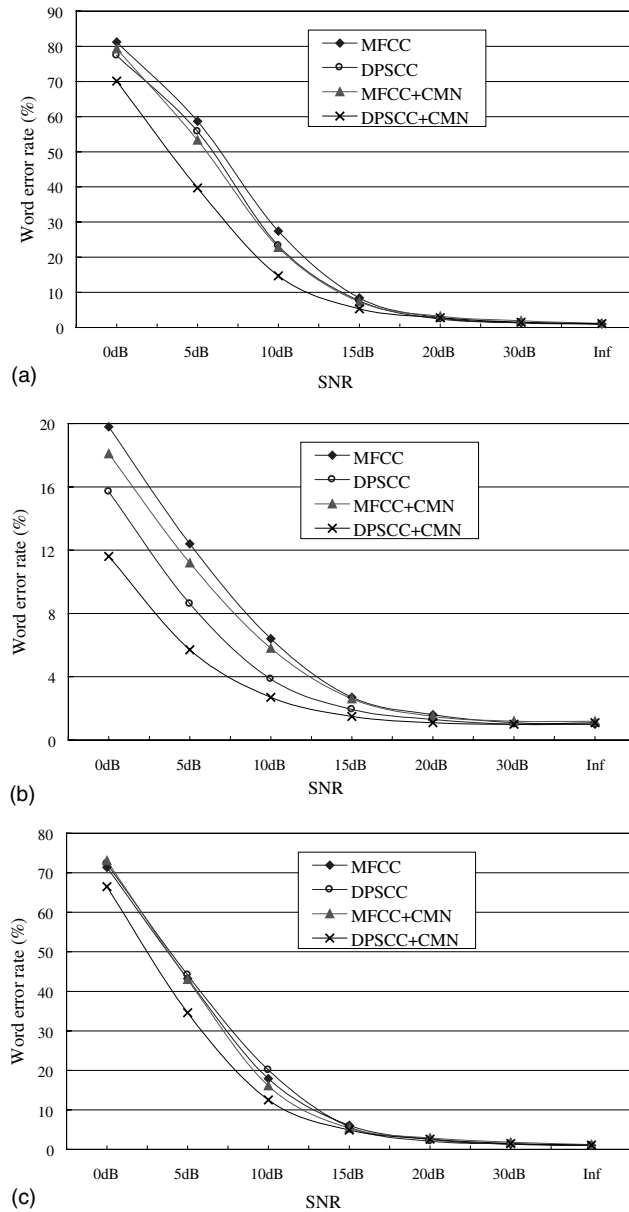 90
80
70
60
50
40
30
20
10
0
Word error rate (%)
MFCC
DPSCC
MFCC+CMN
DPSCC+CMN
0dB 5dB 10dB 15dB 20dB 30dB Inf
SNR
(a)
20
16
12
8
4
0
Word error rate (%)
MFCC
DPSCC
MFCC+CMN
DPSCC+CMN
0dB 5dB 10dB 15dB 20dB 30dB Inf
SNR
(b)
80
70
60
50
40
30
20
10
0
Word error rate (%)
MFCC
DPSCC
MFCC+CMN
DPSCC+CMN
0dB 5dB 10dB 15dB 20dB 30dB Inf
SNR
(c)